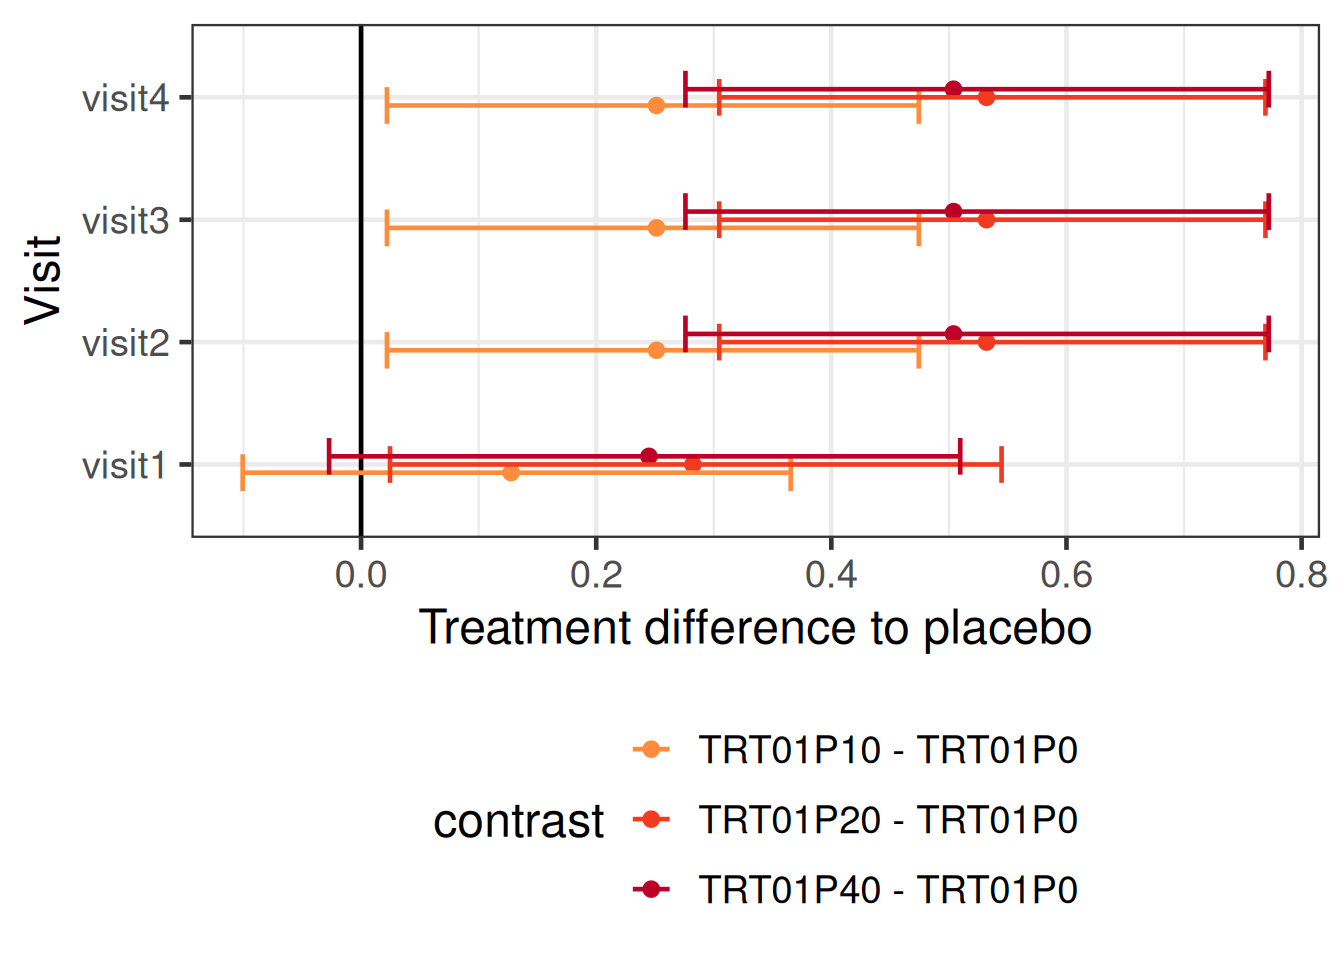 visit4
visit3
visit2
visit1
Visit
0.0 0.2 0.4 0.6 0.8
Treatment difference to placebo
contrast
TRT01P10 - TRT01P0
TRT01P20 - TRT01P0
TRT01P40 - TRT01P0